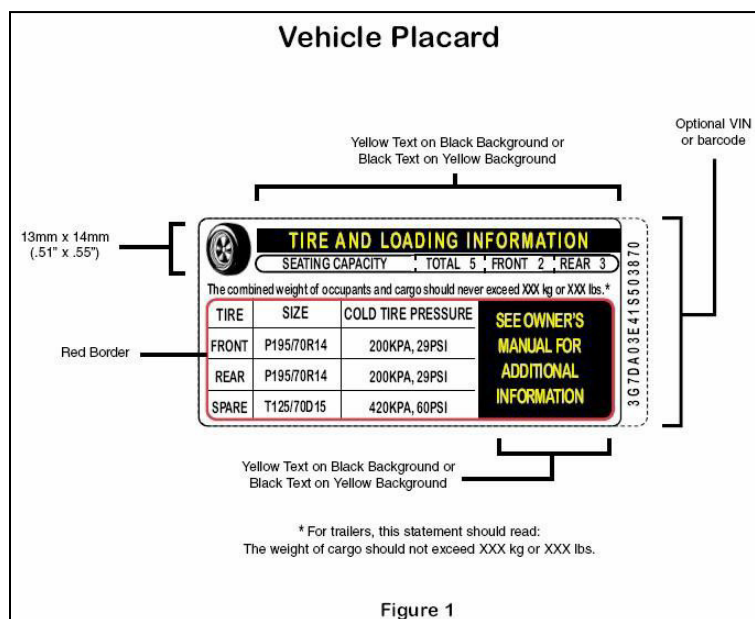 Vehicle Placard
Optional VIN
or barcode
Yellow Text on Black Background or
Black Text on Yellow Background
13mm x 14mm
(.51" x .55")
TIRE AND LOADING INFORMATION
SEATING CAPACITY TOTAL 5 FRONT 2 REAR 3
The combined weight of occupants and cargo should never exceed XXX kg or XXX lbs.*
TIRE SIZE COLD TIRE PRESSURE
FRONT P195/70R14 200KPA, 29PSI
REAR P195/70R14 200KPA, 29PSI
SPARE T125/70D15 420KPA, 60PSI
SEE OWNER'S
MANUAL FOR
ADDITIONAL
INFORMATION
3G7DA03E41S503870
Red Border
Yellow Text on Black Background or
Black Text on Yellow Background
* For trailers, this statement should read:
The weight of cargo should not exceed XXX kg or XXX lbs.
Figure 1